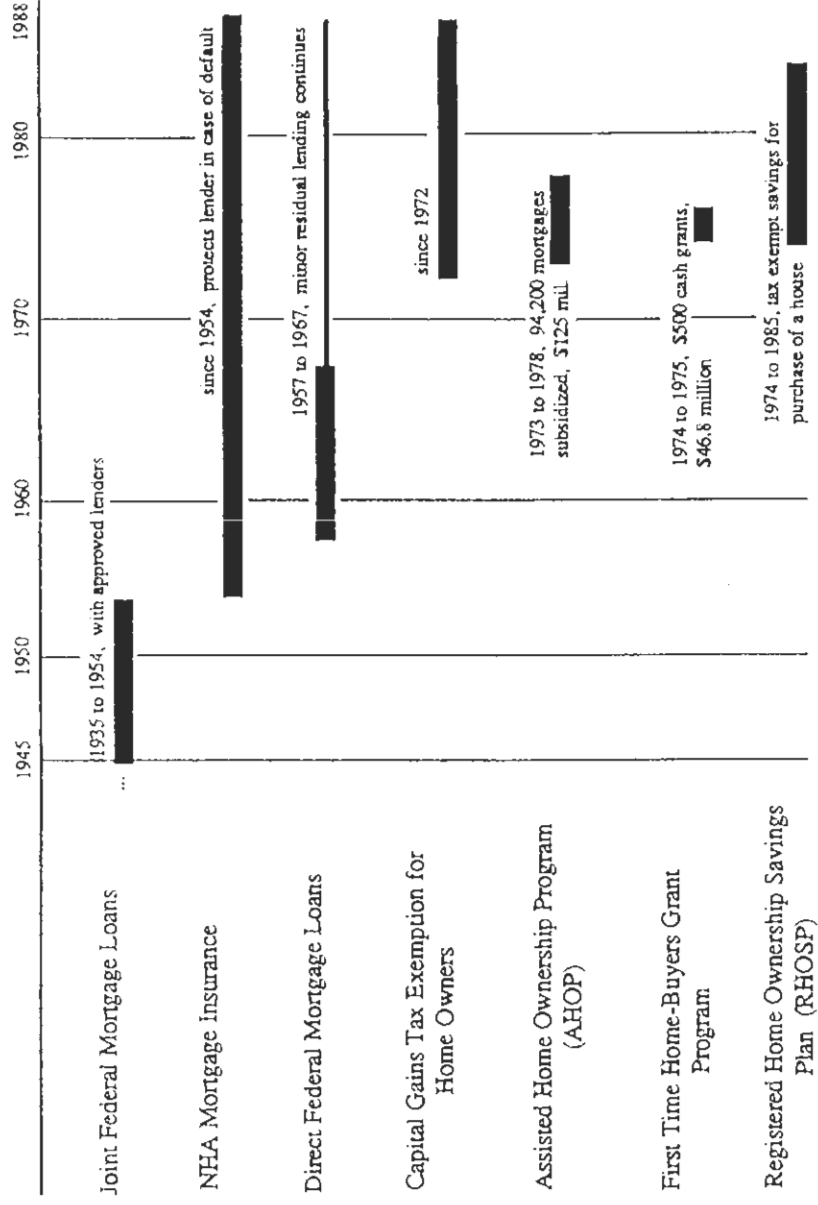 1945 1950 1960 1970 1980 1988
Joint Federal Mortgage Loans
...
1935 to 1954, with approved lenders
NHA Mortgage Insurance
since 1954, protects lender in case of default
Direct Federal Mortgage Loans
1957 to 1967, minor residual lending continues
Capital Gains Tax Exemption for
Home Owners
since 1972
Assisted Home Ownership Program
(AHOP)
1973 to 1978, 94,200 mortgages
subsidized, $125 mil
First Time Home-Buyers Grant
Program
1974 to 1975, $500 cash grants,
$46.8 million
Registered Home Ownership Savings
Plan (RHOSP)
1974 to 1985, tax exempt savings for
purchase of a house